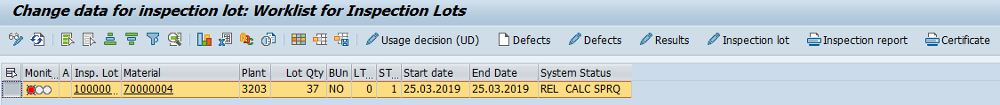 Change data for inspection lot: Worklist for Inspection Lots
Usage decision (UD) Defects Defects Results Inspection lot Inspection report Certificate
Monit... A Insp. Lot Material Plant Lot Qty BUn LT... ST... Start date End Date System Status
100000... 70000004 3203 37 NO 0 1 25.03.2019 25.03.2019 REL CALC SPRQ